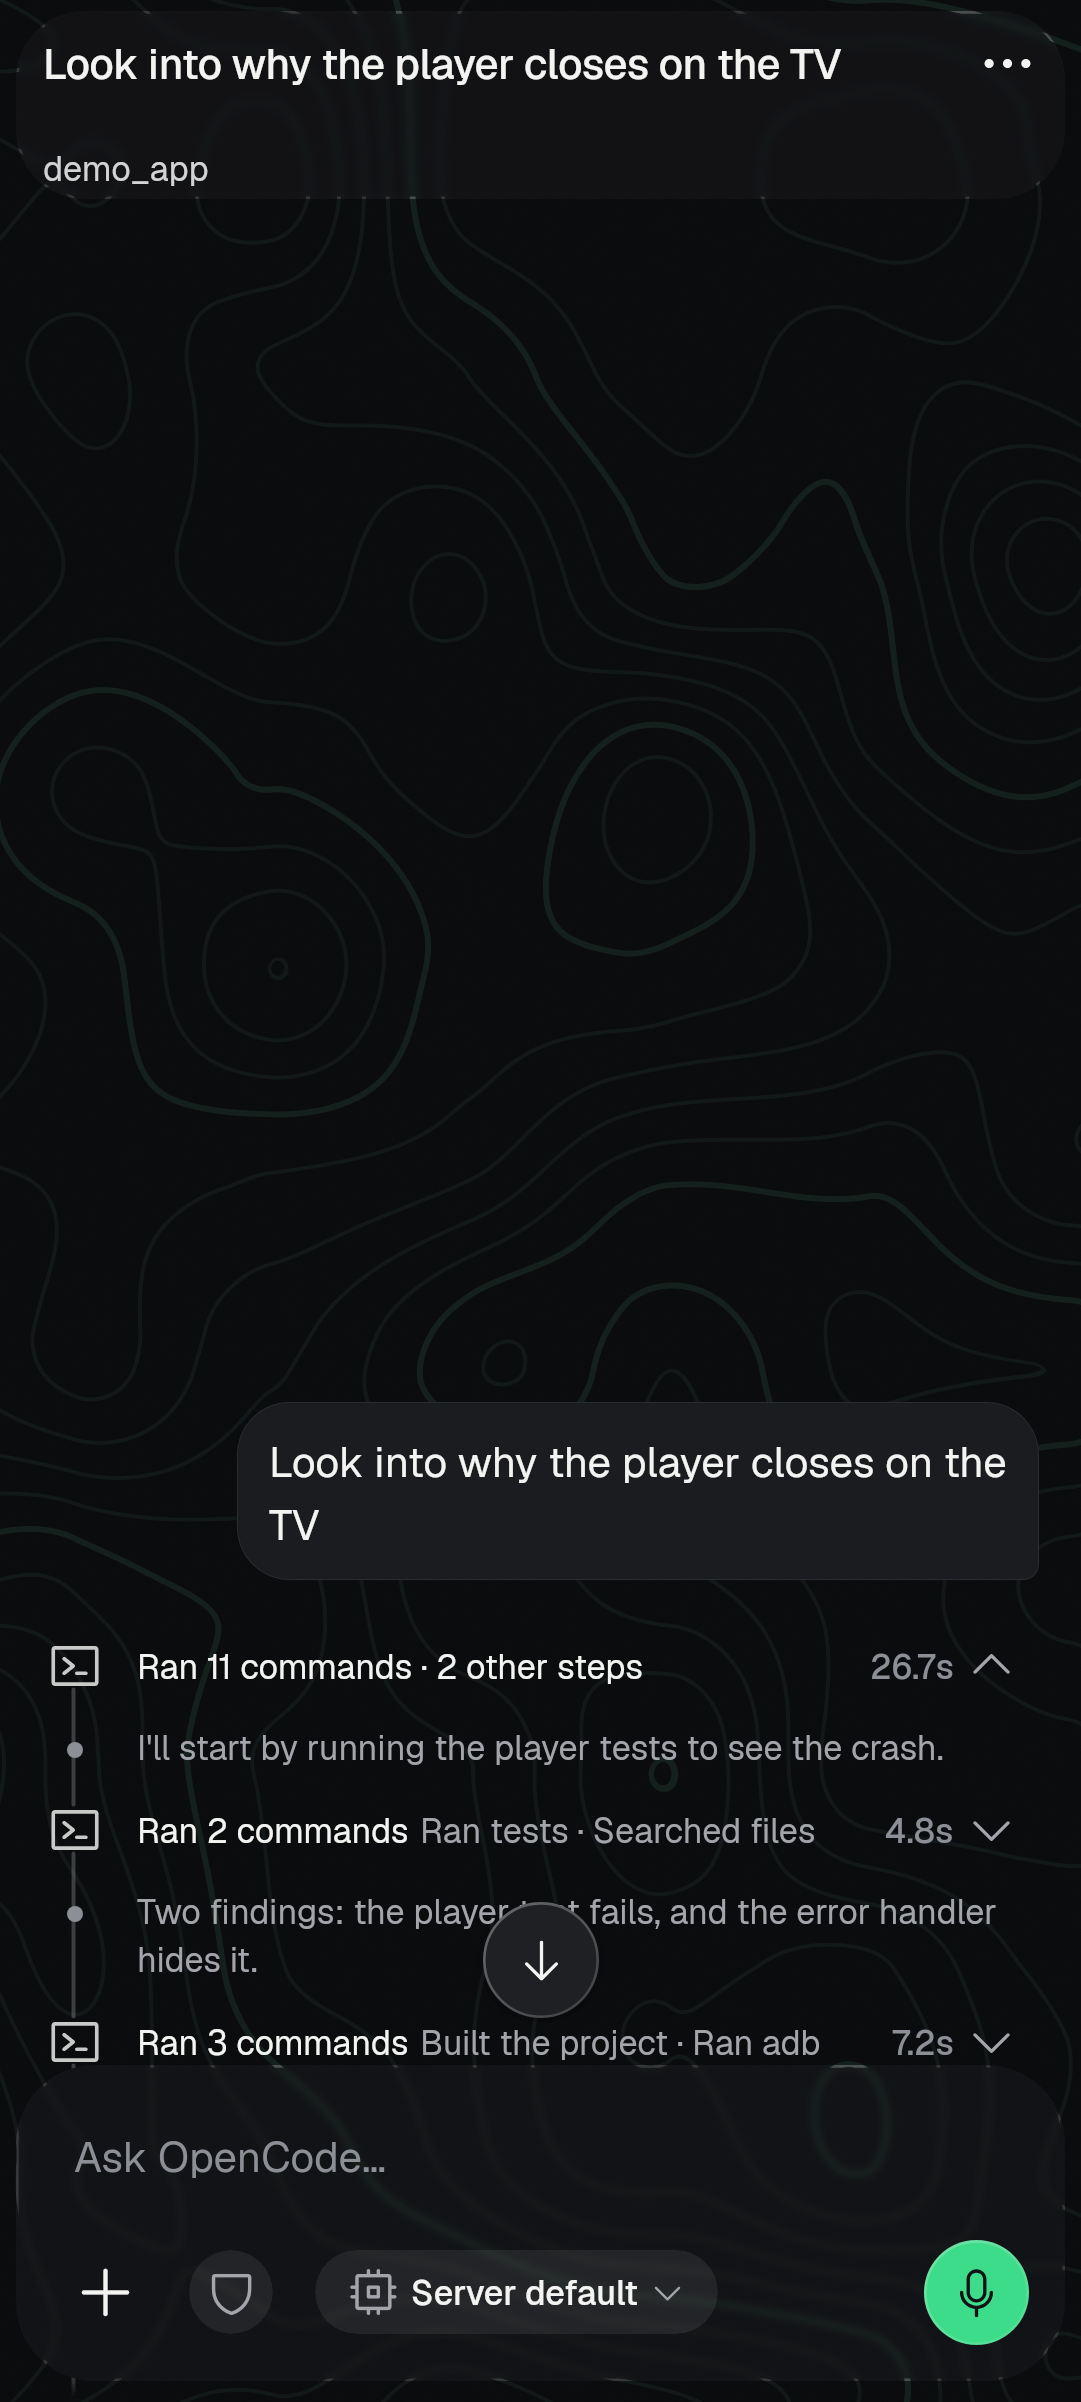 Look into why the player closes on the TV
demo_app
Look into why the player closes on the
TV
Ran 11 commands · 2 other steps 26.7s
I'll start by running the player tests to see the crash.
Ran 2 commands Ran tests · Searched files 4.8s
Two findings: the player fails, and the error handler
hides it.
Ran 3 commands Built the project · Ran adb 7.2s
Ask OpenCode...
Server default